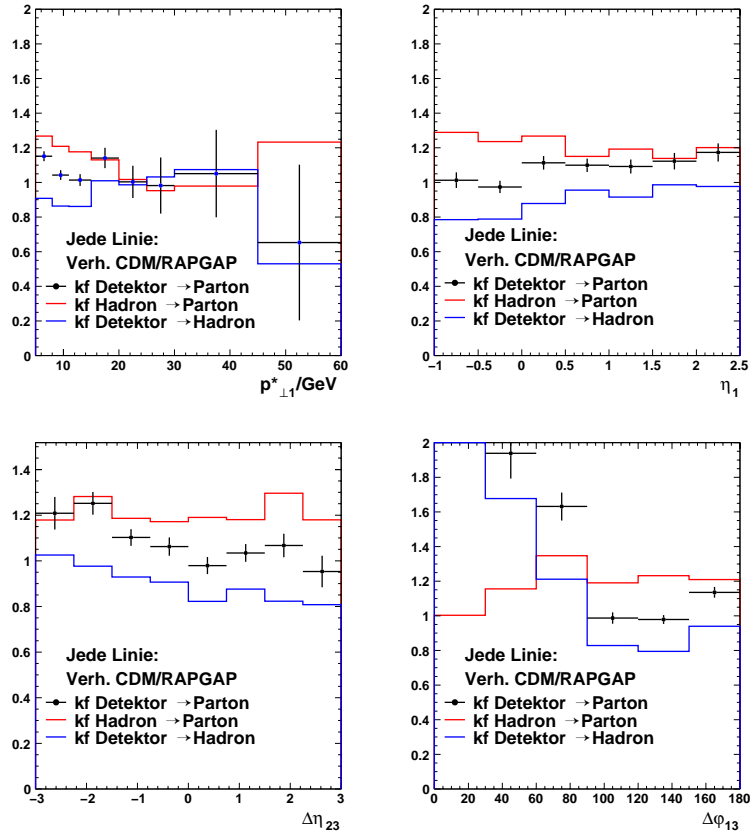 2
1.8
1.6
1.4
1.2
1
0.8
0.6
0.4
0.2
0
Jede Linie:
Verh. CDM/RAPGAP
kf Detektor →Parton
kf Hadron →Parton
kf Detektor →Hadron
10 20 30 40 50 60
p*⊥1/GeV
2
1.8
1.6
1.4
1.2
1
0.8
0.6
0.4
0.2
0
Jede Linie:
Verh. CDM/RAPGAP
kf Detektor →Parton
kf Hadron →Parton
kf Detektor →Hadron
-1 -0.5 0 0.5 1 1.5 2 2.5
η1
1.4
1.2
1
0.8
0.6
0.4
0.2
0
Jede Linie:
Verh. CDM/RAPGAP
kf Detektor →Parton
kf Hadron →Parton
kf Detektor →Hadron
-3 -2 -1 0 1 2 3
Δη23
2
1.8
1.6
1.4
1.2
1
0.8
0.6
0.4
0.2
0
Jede Linie:
Verh. CDM/RAPGAP
kf Detektor →Parton
kf Hadron →Parton
kf Detektor →Hadron
0 20 40 60 80 100 120 140 160 180
Δφ13